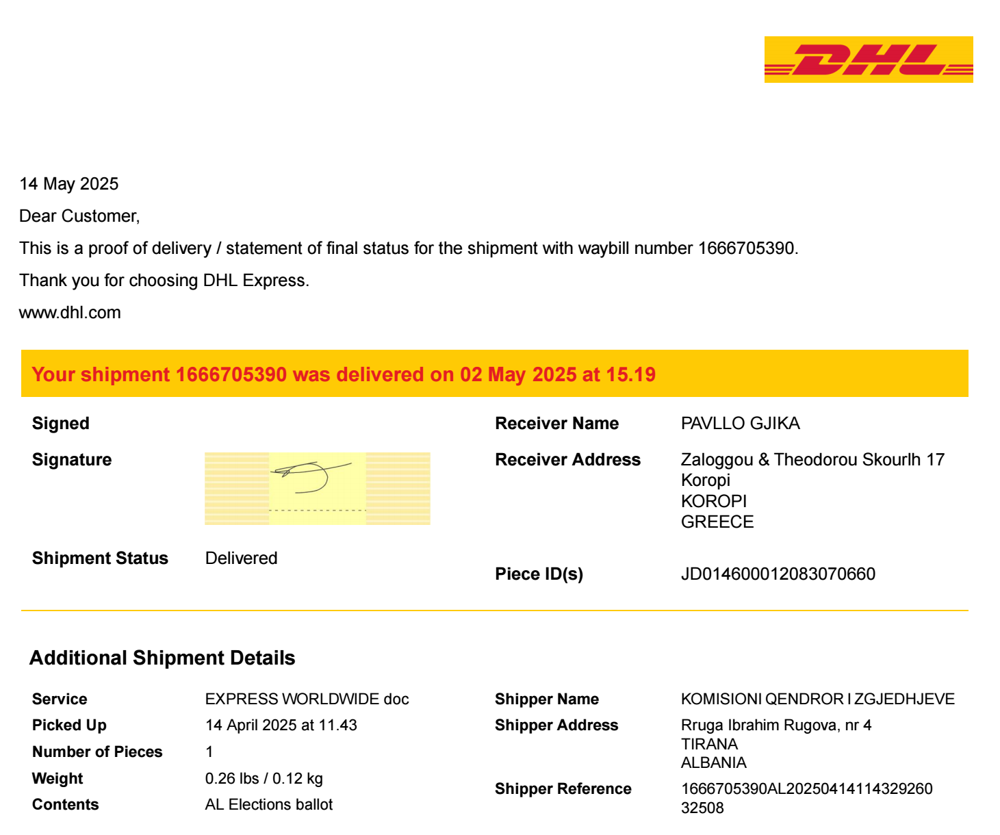 DHL
14 May 2025
Dear Customer,
This is a proof of delivery / statement of final status for the shipment with waybill number 1666705390.
Thank you for choosing DHL Express.
www.dhl.com
Your shipment 1666705390 was delivered on 02 May 2025 at 15.19
Signed
Signature
Shipment Status Delivered
Receiver Name PAVLLO GJIKA
Receiver Address Zaloggou & Theodorou Skourlh 17
Koropi
KOROPI
GREECE
Piece ID(s) JD014600012083070660
Additional Shipment Details
Service EXPRESS WORLDWIDE doc
Picked Up 14 April 2025 at 11.43
Number of Pieces 1
Weight 0.26 lbs / 0.12 kg
Contents AL Elections ballot
Shipper Name KOMISIONI QENDROR I ZGJEDHJEVE
Shipper Address Rruga Ibrahim Rugova, nr 4
TIRANA
ALBANIA
Shipper Reference 1666705390AL20250414114329260
32508